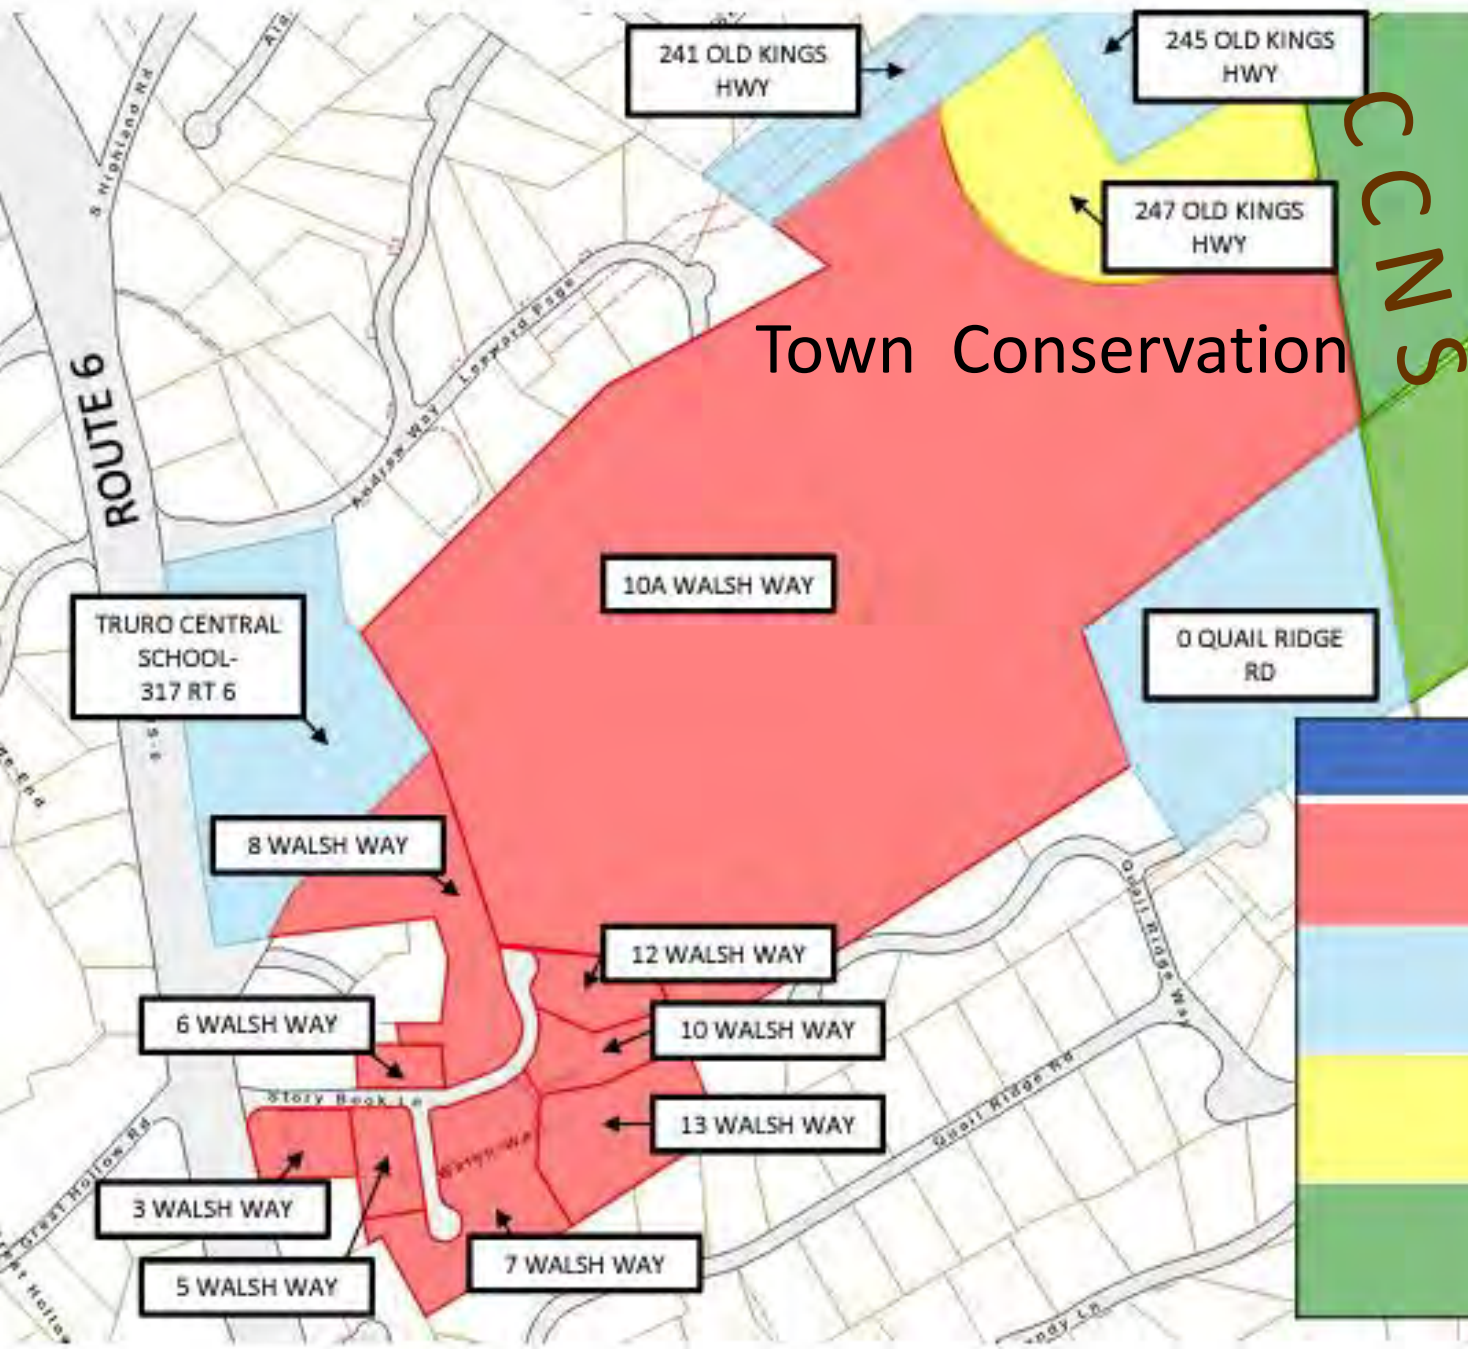 241 OLD KINGS
HWY
245 OLD KINGS
HWY
S Highland Rd
CCNS
247 OLD KINGS
HWY
Town Conservation
Leeward Psge
ROUTE 6
Andrew Way
10A WALSH WAY
TRURO CENTRAL
SCHOOL-
317 RT 6
0 QUAIL RIDGE
RD
8 WALSH WAY
Quail Ridge Way
12 WALSH WAY
6 WALSH WAY
10 WALSH WAY
Story Book Ln
Quail Ridge Rd
13 WALSH WAY
3 WALSH WAY
5 WALSH WAY
7 WALSH WAY
Great Hollow Rd